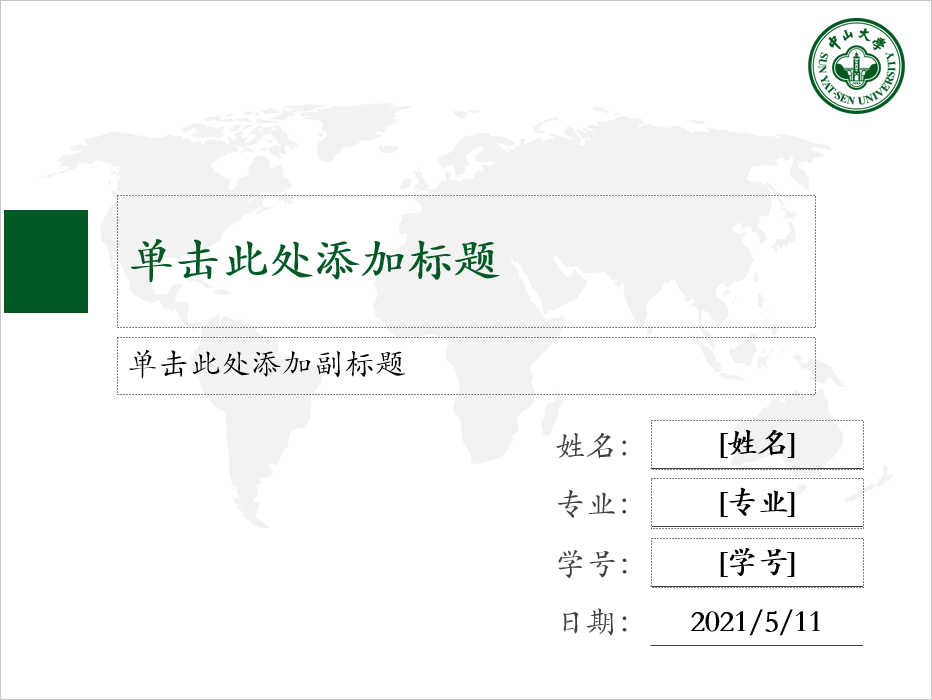 中山大学
SUN YAT-SEN UNIVERSITY
单击此处添加标题
单击此处添加副标题
姓名： [姓名]
专业： [专业]
学号： [学号]
日期： 2021/5/11